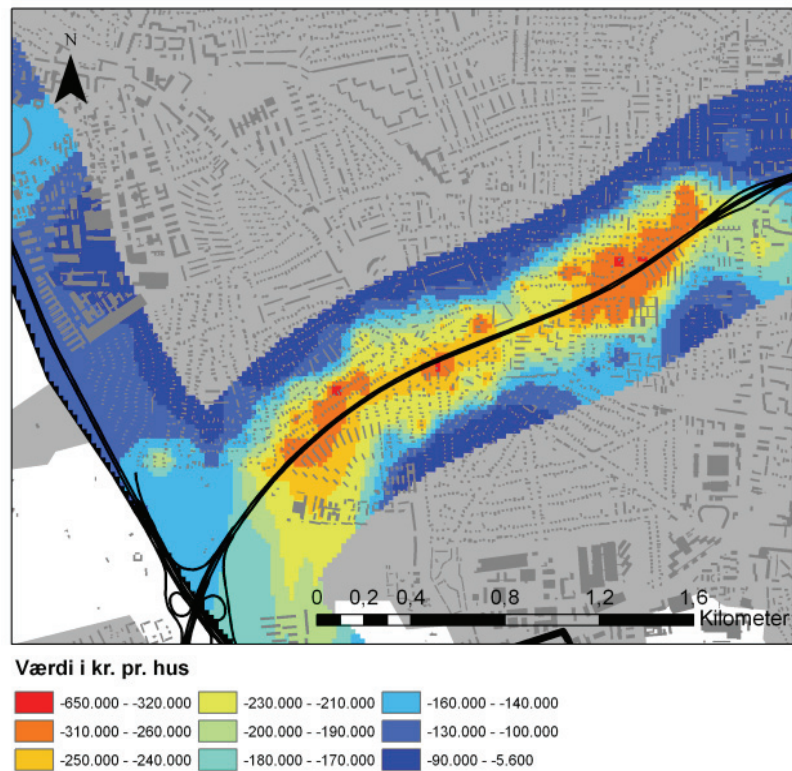 N
0 0,2 0,4 0,8 1,2 1,6
Kilometer
Værdi i kr. pr. hus
-650.000 - -320.000 -230.000 - -210.000 -160.000 - -140.000
-310.000 - -260.000 -200.000 - -190.000 -130.000 - -100.000
-250.000 - -240.000 -180.000 - -170.000 -90.000 - -5.600